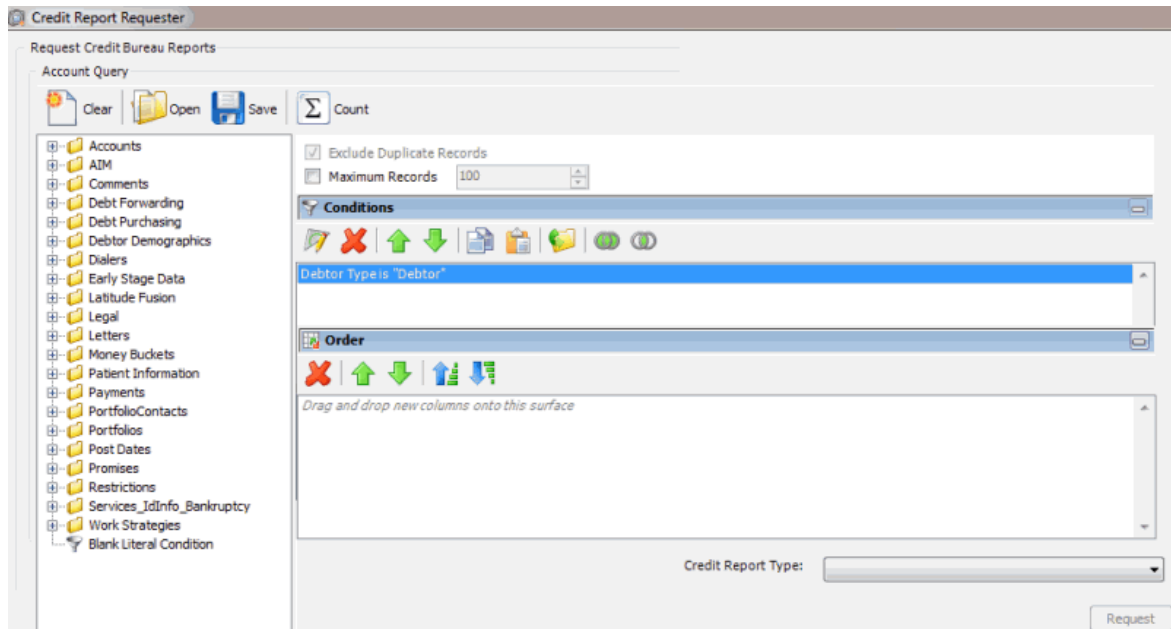 Credit Report Requester
Request Credit Bureau Reports
Account Query
Clear Open Save Σ Count
Accounts
AIM
Comments
Debt Forwarding
Debt Purchasing
Debtor Demographics
Dialers
Early Stage Data
Latitude Fusion
Legal
Letters
Money Buckets
Patient Information
Payments
PortfolioContacts
Portfolios
Post Dates
Promises
Restrictions
Services_IdInfo_Bankruptcy
Work Strategies
Blank Literal Condition
Exclude Duplicate Records
Maximum Records 100
Conditions
Debtor Type is "Debtor"
Order
Drag and drop new columns onto this surface
Credit Report Type:
Request